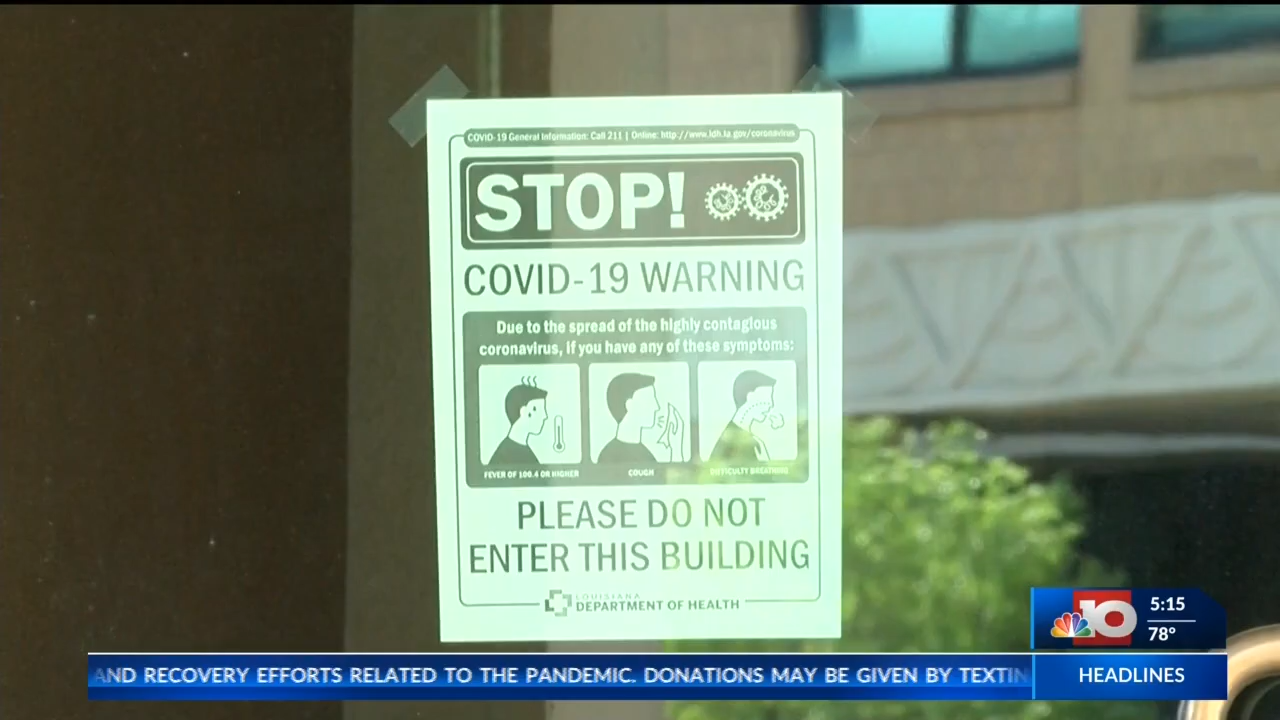 COVID-19 General Information: Call 211 | Online: http://www.ldh.la.gov/coronavirus
STOP!
COVID-19 WARNING
Due to the spread of the highly contagious
coronavirus, if you have any of these symptoms:
FEVER OF 100.4 OR HIGHER
COUGH
DIFFICULTY BREATHING
PLEASE DO NOT
ENTER THIS BUILDING
LOUISIANA
DEPARTMENT OF HEALTH
10
5:15
78°
AND RECOVERY EFFORTS RELATED TO THE PANDEMIC. DONATIONS MAY BE GIVEN BY TEXTIN
HEADLINES